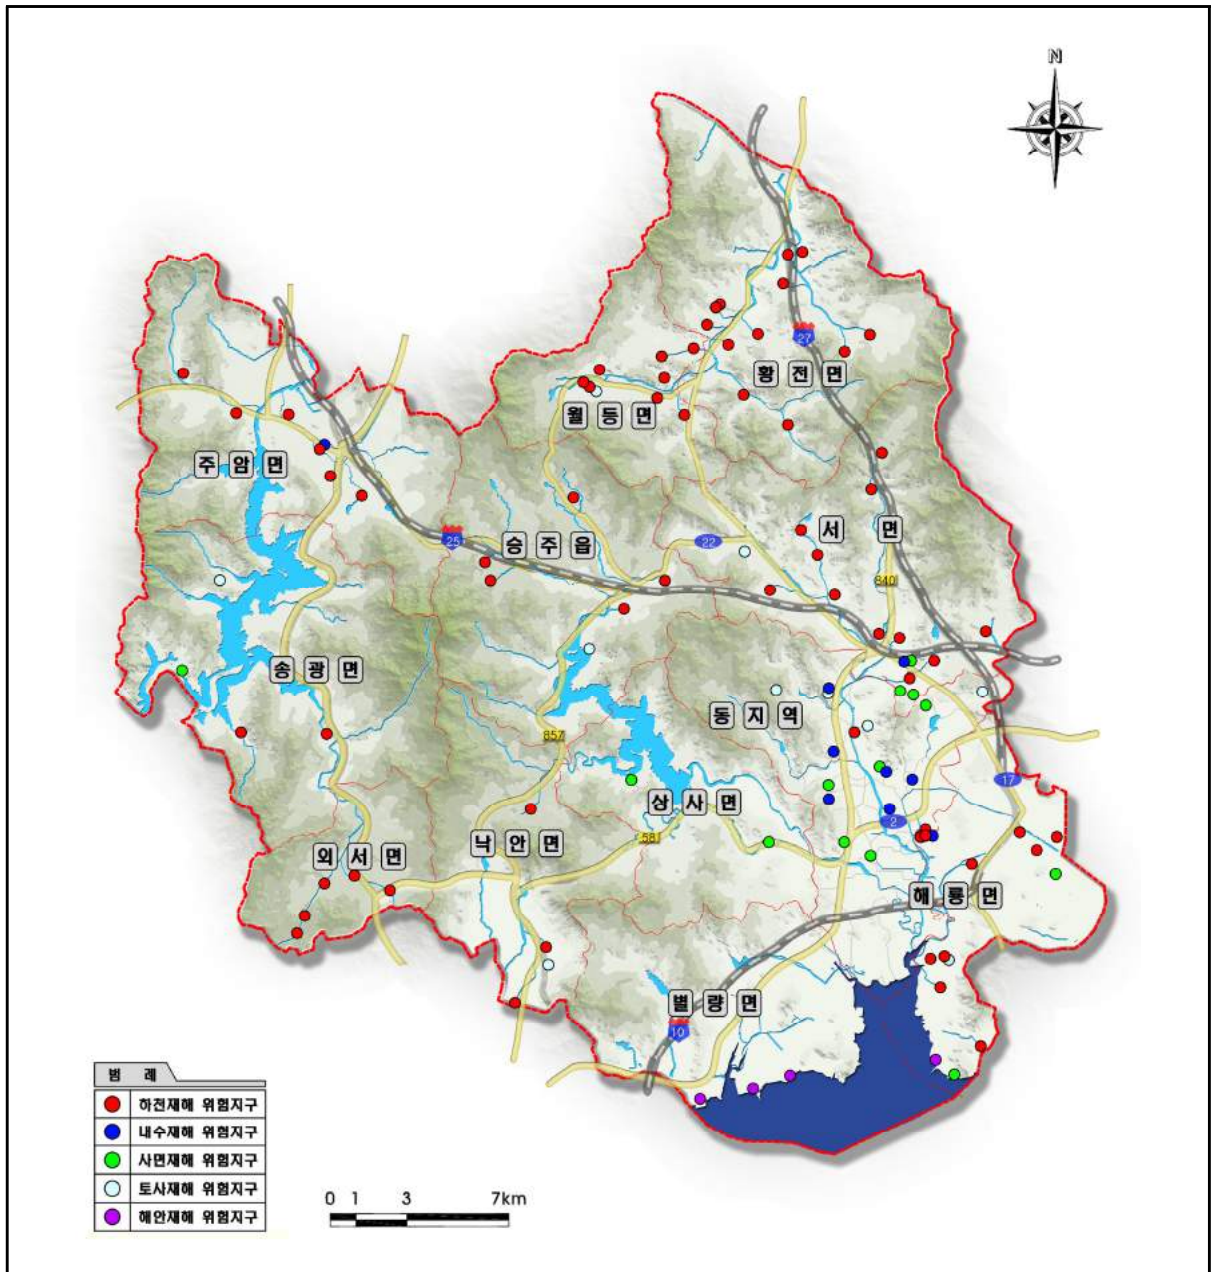 N
27
황전면
월등면
주암면
서면
25
승주읍
22
840
송광면
동지역
857
17
상사면
2
낙안면
58
외서면
해룡면
별량면
10
범 례
하천재해 위험지구
내수재해 위험지구
사면재해 위험지구
토사재해 위험지구
해안재해 위험지구
0 1 3 7km